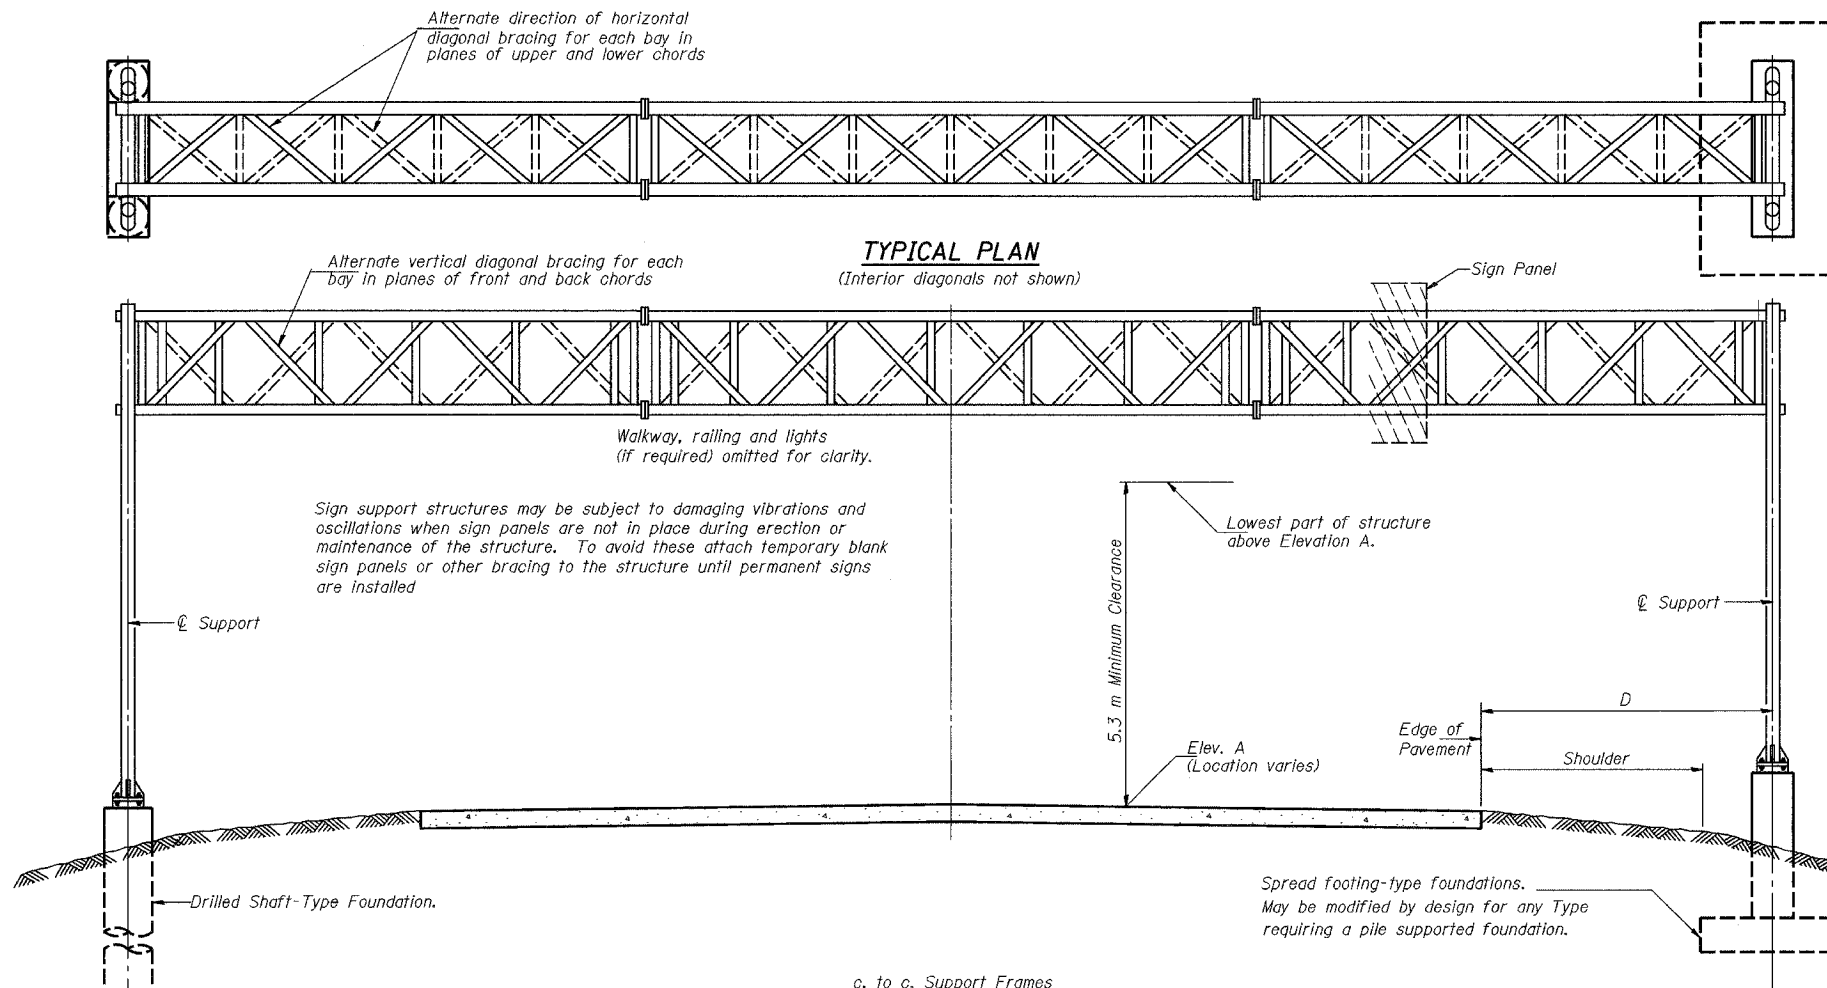 Alternate direction of horizontal
diagonal bracing for each bay in
planes of upper and lower chords
TYPICAL PLAN
(Interior diagonals not shown)
Alternate vertical diagonal bracing for each
bay in planes of front and back chords
Sign Panel
Walkway, railing and lights
(if required) omitted for clarity.
Sign support structures may be subject to damaging vibrations and
oscillations when sign panels are not in place during erection or
maintenance of the structure. To avoid these attach temporary blank
sign panels or other bracing to the structure until permanent signs
are installed
Lowest part of structure
above Elevation A.
5.3 m Minimum Clearance
℄ Support
℄ Support
D
Edge of
Pavement
Shoulder
Elev. A
(Location varies)
Drilled Shaft-Type Foundation.
Spread footing-type foundations.
May be modified by design for any Type
requiring a pile supported foundation.
c. to c. Support Frames